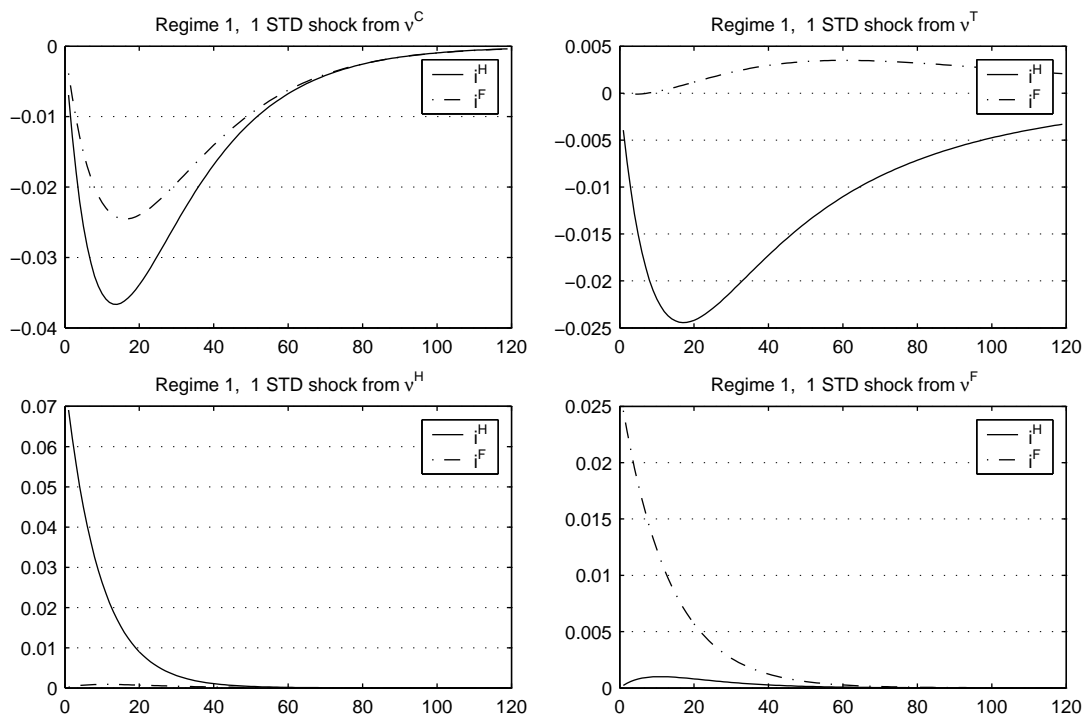 Regime 1, 1 STD shock from ν^C
0
−0.01
−0.02
−0.03
−0.04
0 20 40 60 80 100 120
i^H
i^F
Regime 1, 1 STD shock from ν^T
0.005
0
−0.005
−0.01
−0.015
−0.02
−0.025
0 20 40 60 80 100 120
i^H
i^F
Regime 1, 1 STD shock from ν^H
0.07
0.06
0.05
0.04
0.03
0.02
0.01
0
0 20 40 60 80 100 120
i^H
i^F
Regime 1, 1 STD shock from ν^F
0.025
0.02
0.015
0.01
0.005
0
0 20 40 60 80 100 120
i^H
i^F